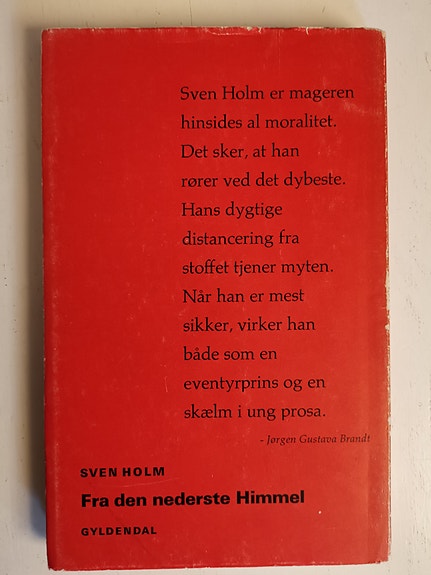 Sven Holm er mageren
hinsides al moralitet.
Det sker, at han
rører ved det dybeste.
Hans dygtige
distancering fra
stoffet tjener myten.
Når han er mest
sikker, virker han
både som en
eventyrprins og en
skælm i ung prosa.
- Jørgen Gustava Brandt
SVEN HOLM
Fra den nederste Himmel
GYLDENDAL